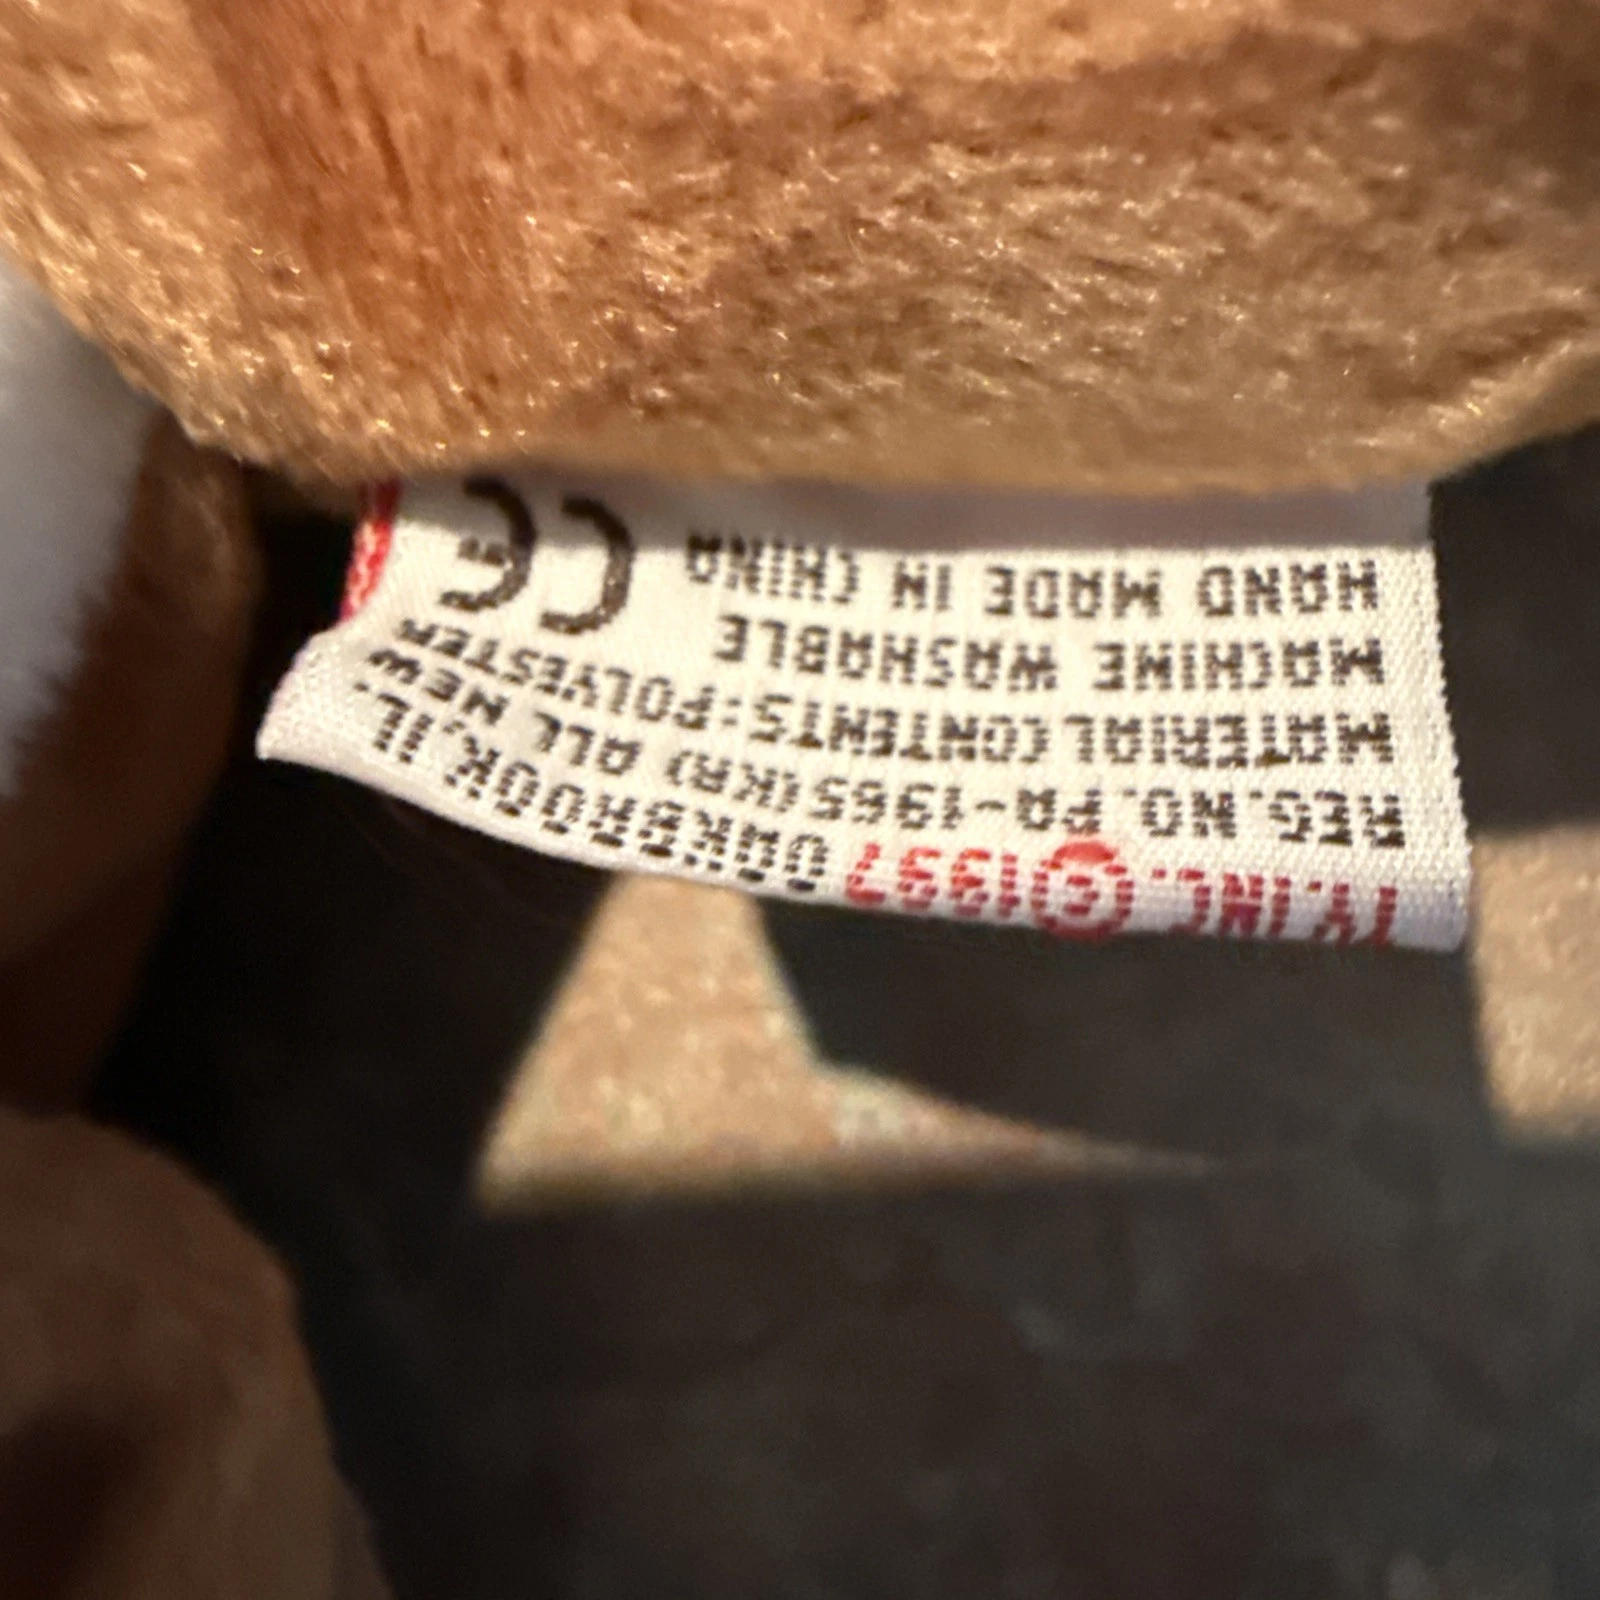 TY. INC. ©1997 OAKBROOK, IL.
REG.NO. PA-1965(KR) ALL NEW
MATERIAL CONTENTS:POLYESTER
MACHINE WASHABLE
HAND MADE IN CHINA CE